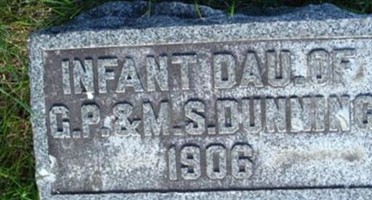 INFANT DAU. OF
G.P. & M.S. DUNNING
1906